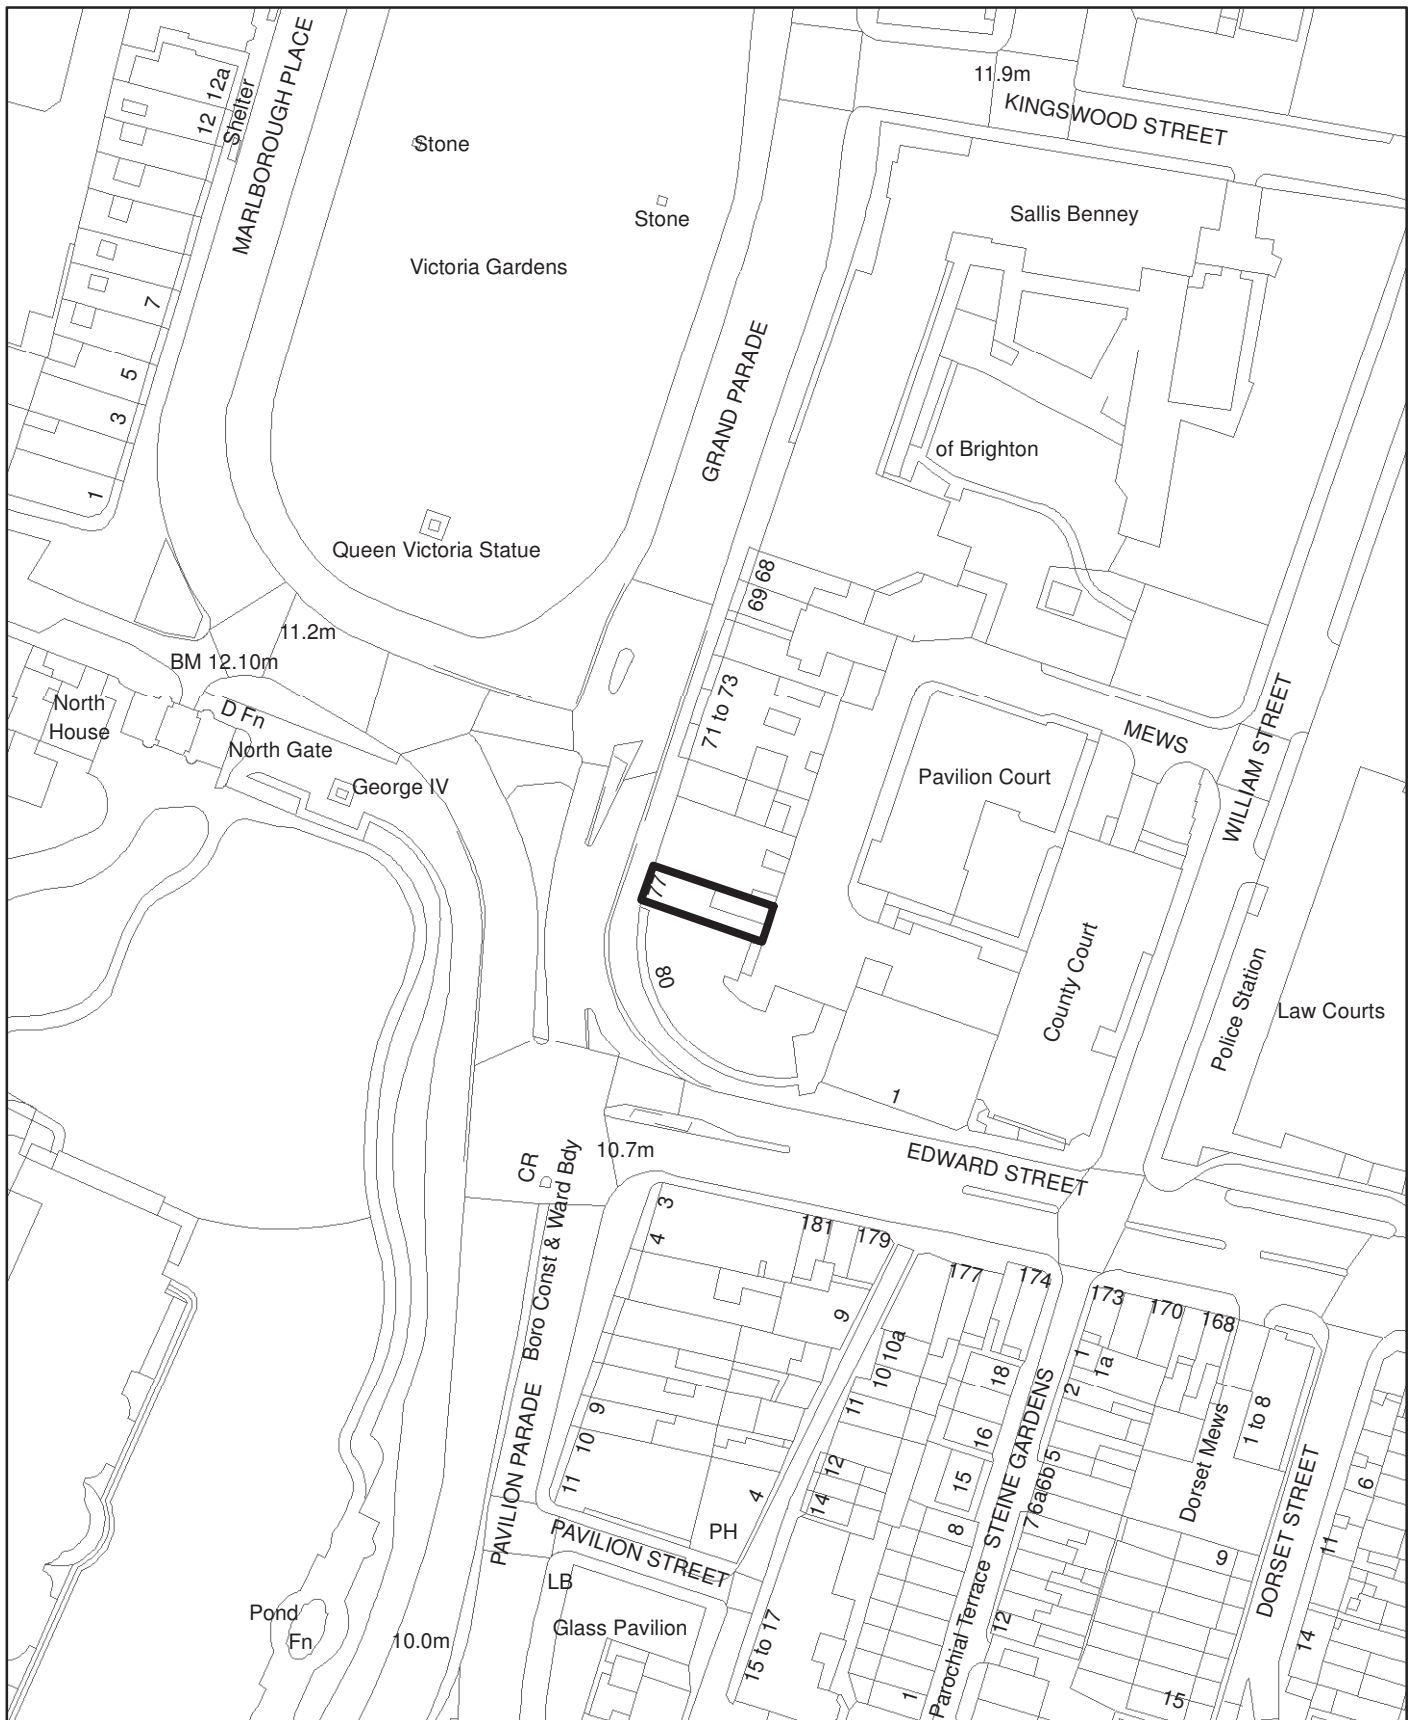 11.9m
KINGSWOOD STREET
12a
12
Shelter
MARLBOROUGH PLACE
Stone
Stone
Sallis Benney
Victoria Gardens
7
5
3
1
GRAND PARADE
of Brighton
Queen Victoria Statue
68
69
11.2m
BM 12.10m
North
House
D Fn
North Gate
George IV
71 to 73
MEWS
WILLIAM STREET
Pavilion Court
77
80
County Court
Police Station
Law Courts
1
EDWARD STREET
10.7m
CR
Boro Const & Ward Bdy
3
4
181
179
177
174
173
170
168
9
10a
10
11
12
14
18
16
15
8
1
1a
2
5
6b
6a
7
12
1 to 8
Dorset Mews
STEINE GARDENS
Parochial Terrace
DORSET STREET
6
11
14
9
15
9
10
11
4
PH
PAVILION PARADE
PAVILION STREET
LB
Glass Pavilion
15 to 17
1
Pond
Fn
10.0m